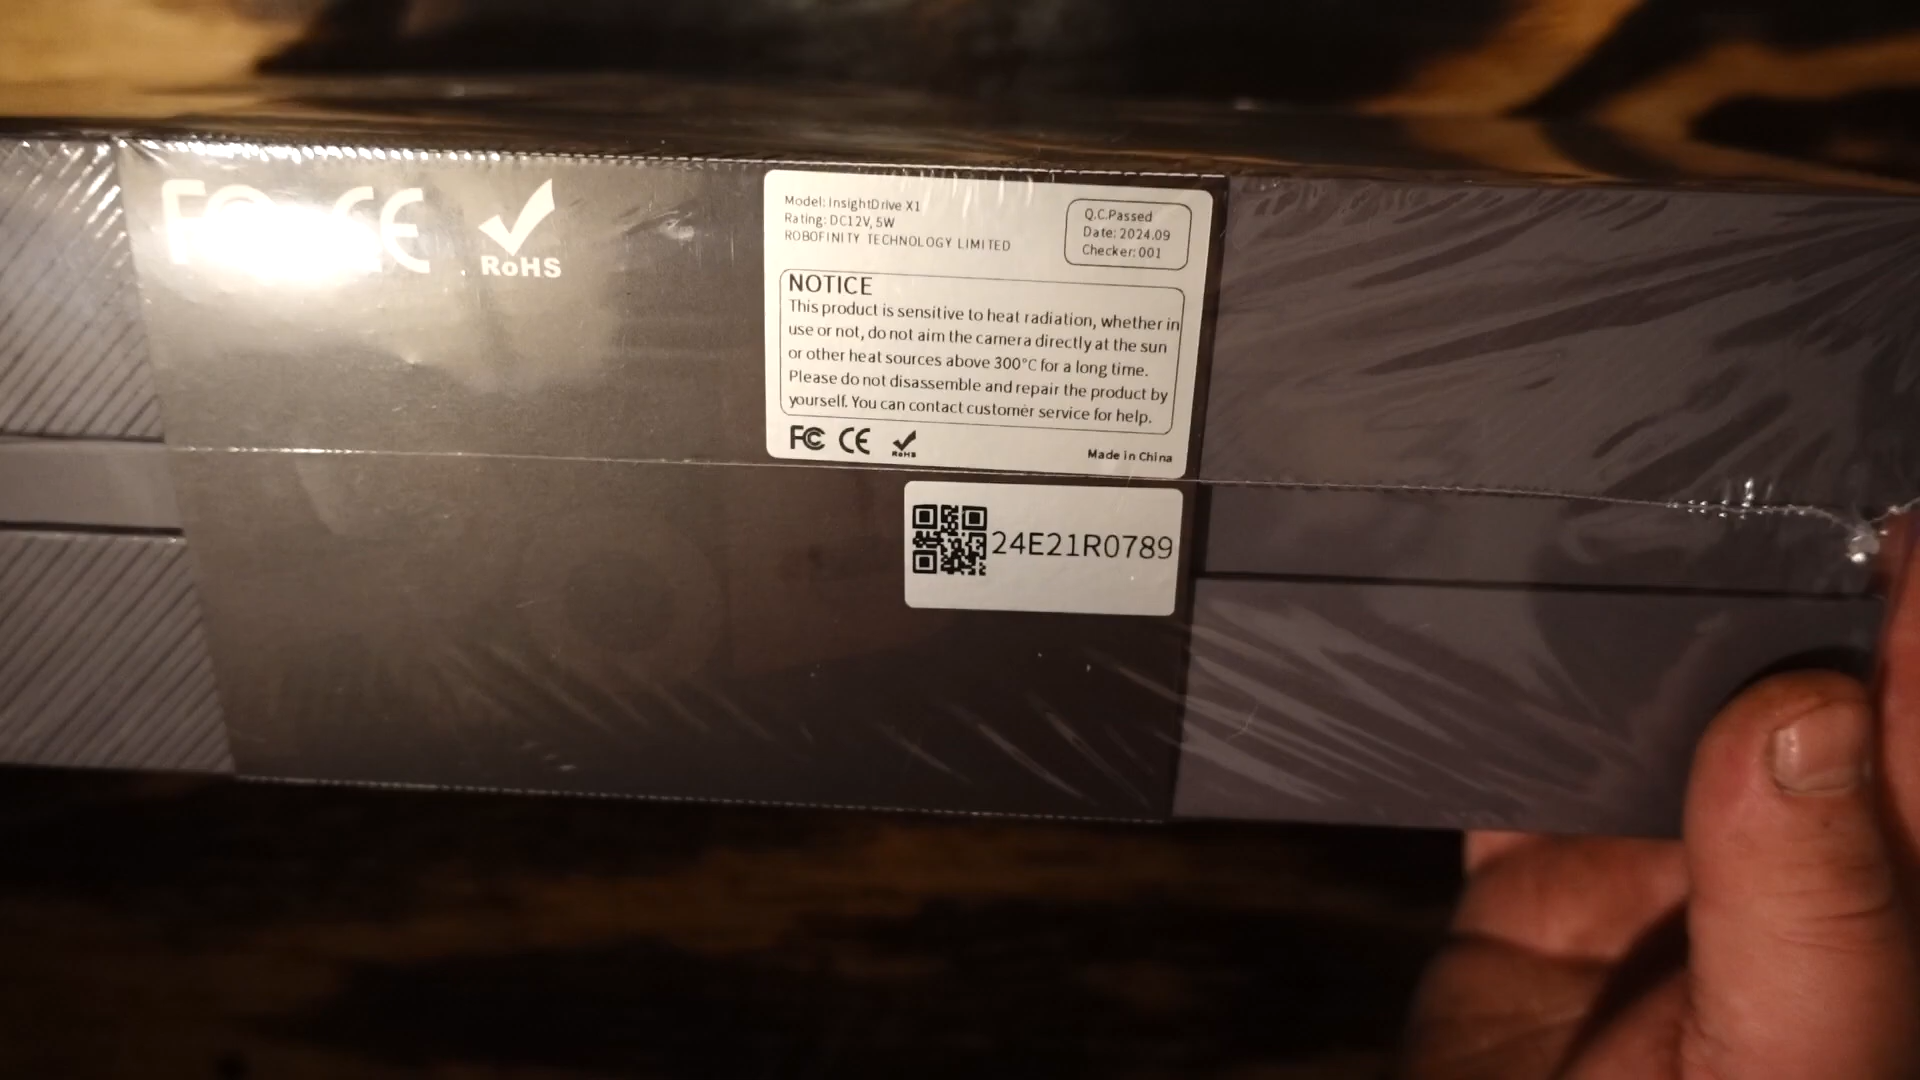 CE
RoHS
Model: InsightDrive X1
Rating: DC12V, 5W
ROBOFINITY TECHNOLOGY LIMITED
Q.C.Passed
Date: 2024.09
Checker: 001
NOTICE
This product is sensitive to heat radiation, whether in
use or not, do not aim the camera directly at the sun
or other heat sources above 300°C for a long time.
Please do not disassemble and repair the product by
yourself. You can contact customer service for help.
FC CE RoHS
Made in China
24E21R0789